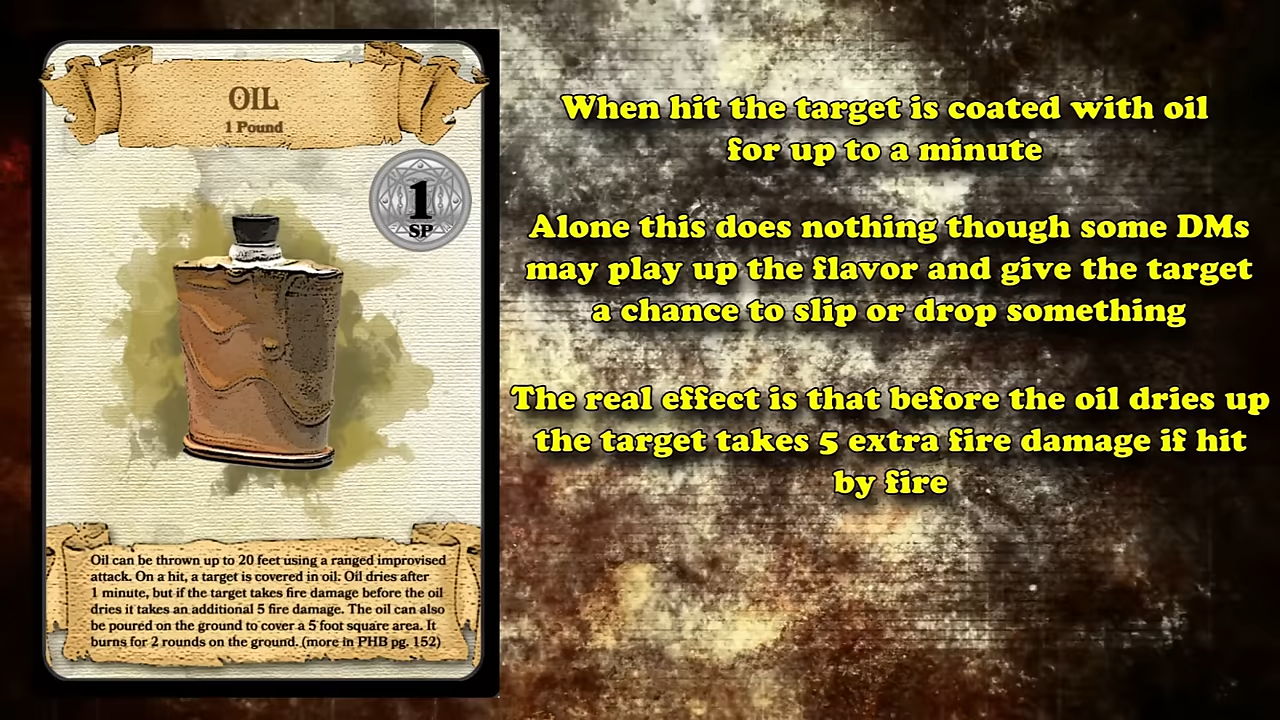 OIL
1 Pound
1
SP
Oil can be thrown up to 20 feet using a ranged improvised
attack. On a hit, a target is covered in oil. Oil dries after
1 minute, but if the target takes fire damage before the oil
dries it takes an additional 5 fire damage. The oil can also
be poured on the ground to cover a 5 foot square area. It
burns for 2 rounds on the ground. (more in PHB pg. 152)
When hit the target is coated with oil
for up to a minute
Alone this does nothing though some DMs
may play up the flavor and give the target
a chance to slip or drop something
The real effect is that before the oil dries up
the target takes 5 extra fire damage if hit
by fire